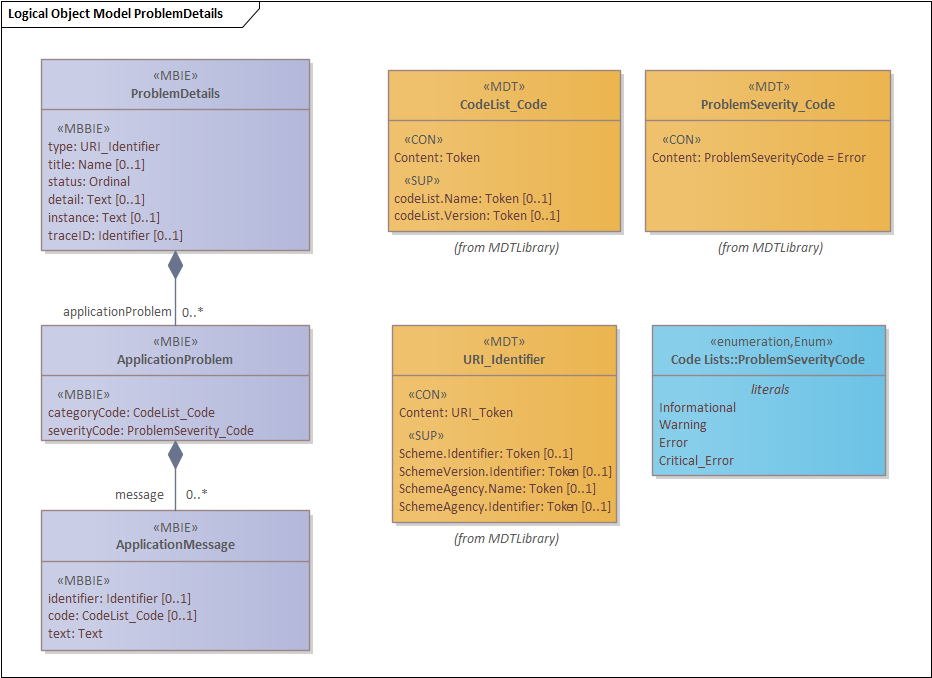 Logical Object Model ProblemDetails
«MBIE»
ProblemDetails
«MBBIE»
type: URI_Identifier
title: Name [0..1]
status: Ordinal
detail: Text [0..1]
instance: Text [0..1]
traceID: Identifier [0..1]
applicationProblem 0..*
«MBIE»
ApplicationProblem
«MBBIE»
categoryCode: CodeList_Code
severityCode: ProblemSeverity_Code
message 0..*
«MBIE»
ApplicationMessage
«MBBIE»
identifier: Identifier [0..1]
code: CodeList_Code [0..1]
text: Text
«MDT»
CodeList_Code
«CON»
Content: Token
«SUP»
codeList.Name: Token [0..1]
codeList.Version: Token [0..1]
(from MDTLibrary)
«MDT»
ProblemSeverity_Code
«CON»
Content: ProblemSeverityCode = Error
(from MDTLibrary)
«MDT»
URI_Identifier
«CON»
Content: URI_Token
«SUP»
Scheme.Identifier: Token [0..1]
SchemeVersion.Identifier: Token [0..1]
SchemeAgency.Name: Token [0..1]
SchemeAgency.Identifier: Token [0..1]
(from MDTLibrary)
«enumeration,Enum»
Code Lists::ProblemSeverityCode
literals
Informational
Warning
Error
Critical_Error